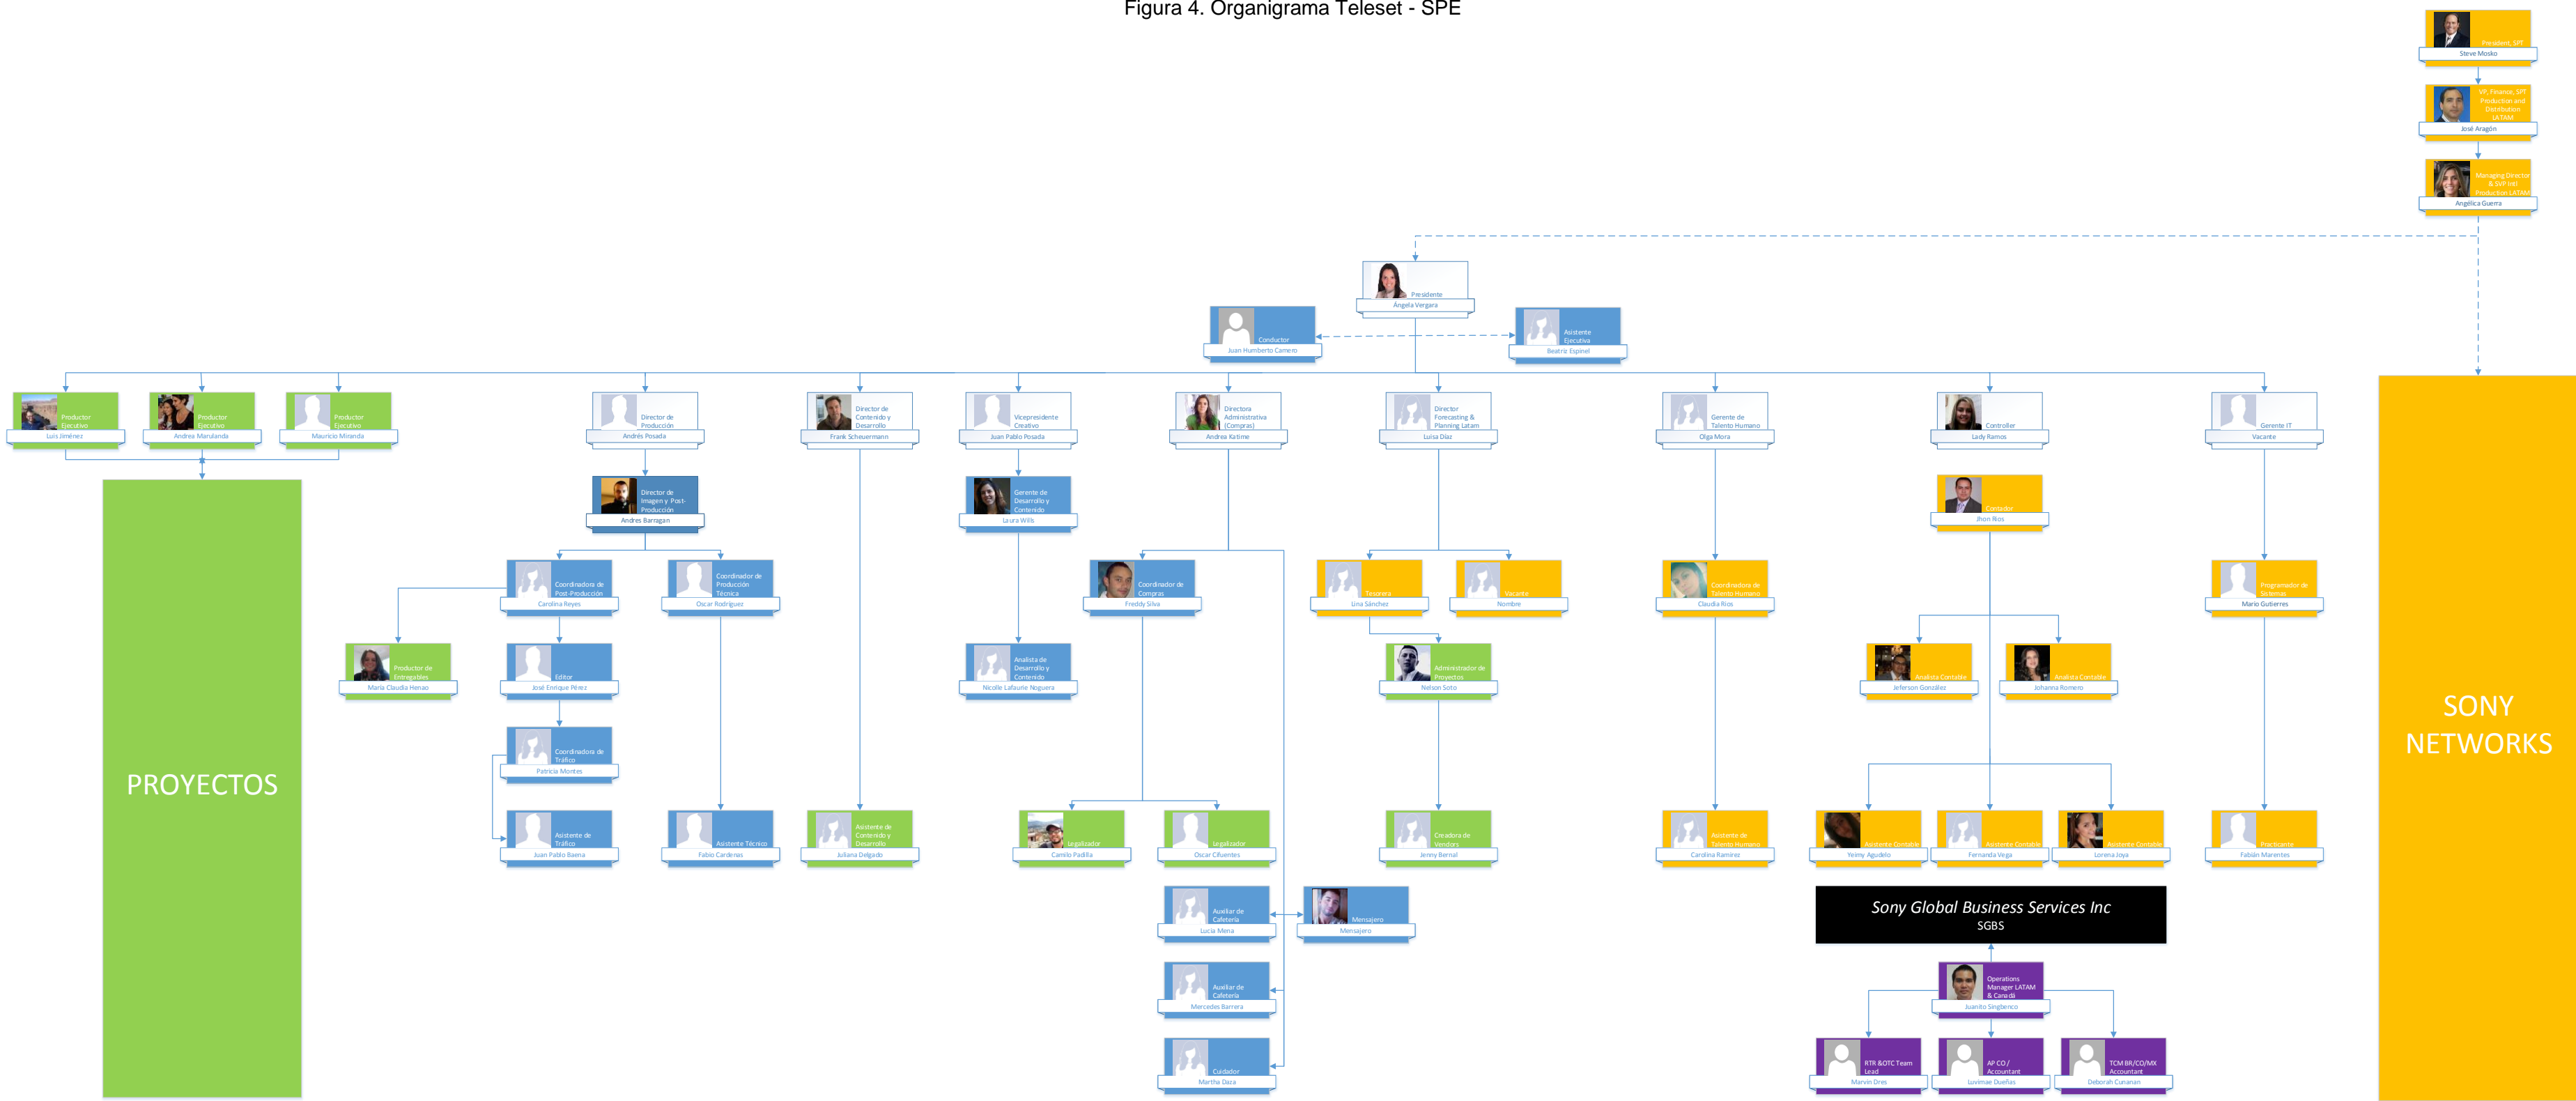 Figura 4. Organigrama Teleset - SPE
President, SPT
Steve Mosko
VP, Finance, SPT
Production and
Distribution
LATAM
José Aragón
Managing Director
& SVP Intl
Production LATAM
Angélica Guerra
Presidente
Ángela Vergara
Conductor
Juan Humberto Camero
Asistente
Ejecutiva
Beatriz Espinel
Productor
Ejecutivo
Luis Jiménez
Productor
Ejecutivo
Andrea Marulanda
Productor
Ejecutivo
Mauricio Miranda
Director de
Producción
Andrés Posada
Director de
Contenido y
Desarrollo
Frank Scheuermann
Vicepresidente
Creativo
Juan Pablo Posada
Directora
Administrativa
(Compras)
Andrea Katime
Director
Forecasting &
Planning Latam
Luisa Díaz
Gerente de
Talento Humano
Olga Mora
Controller
Lady Ramos
Gerente IT
Vacante
Director de
Imagen y Post-
Producción
Andres Barragan
Gerente de
Desarrollo y
Contenido
Laura Wills
Contador
Jhon Rios
Coordinadora de
Post-Producción
Carolina Reyes
Coordinador de
Producción
Técnica
Oscar Rodríguez
Coordinador de
Compras
Freddy Silva
Tesorera
Lina Sánchez
Vacante
Nombre
Coordinadora de
Talento Humano
Claudia Rios
Programador de
Sistemas
Mario Gutierres
Productor de
Entregables
María Claudia Henao
Editor
José Enrique Pérez
Analista de
Desarrollo y
Contenido
Nicolle Lafaurie Noguera
Administrador de
Proyectos
Nelson Soto
Analista Contable
Jeferson González
Analista Contable
Johanna Romero
Coordinadora de
Tráfico
Patricia Montes
PROYECTOS
SONY
NETWORKS
Asistente de
Tráfico
Juan Pablo Baena
Asistente Técnico
Fabio Cardenas
Asistente de
Contenido y
Desarrollo
Juliana Delgado
Legalizador
Camilo Padilla
Legalizador
Oscar Cifuentes
Creadora de
Vendors
Jenny Bernal
Asistente de
Talento Humano
Carolina Ramirez
Asistente Contable
Yeimy Agudelo
Asistente Contable
Fernanda Vega
Asistente Contable
Lorena Joya
Practicante
Fabián Marentes
Auxiliar de
Cafetería
Lucia Mena
Mensajero
Mensajero
Sony Global Business Services Inc
SGBS
Auxiliar de
Cafetería
Mercedes Barrera
Operations
Manager LATAM
& Canadá
Juanito Singbenco
Cuidador
Martha Daza
RTR &OTC Team
Lead
Marvin Dres
AP CO /
Accountant
Luvimae Dueñas
TCM BR/CO/MX
Accountant
Deborah Cunanan